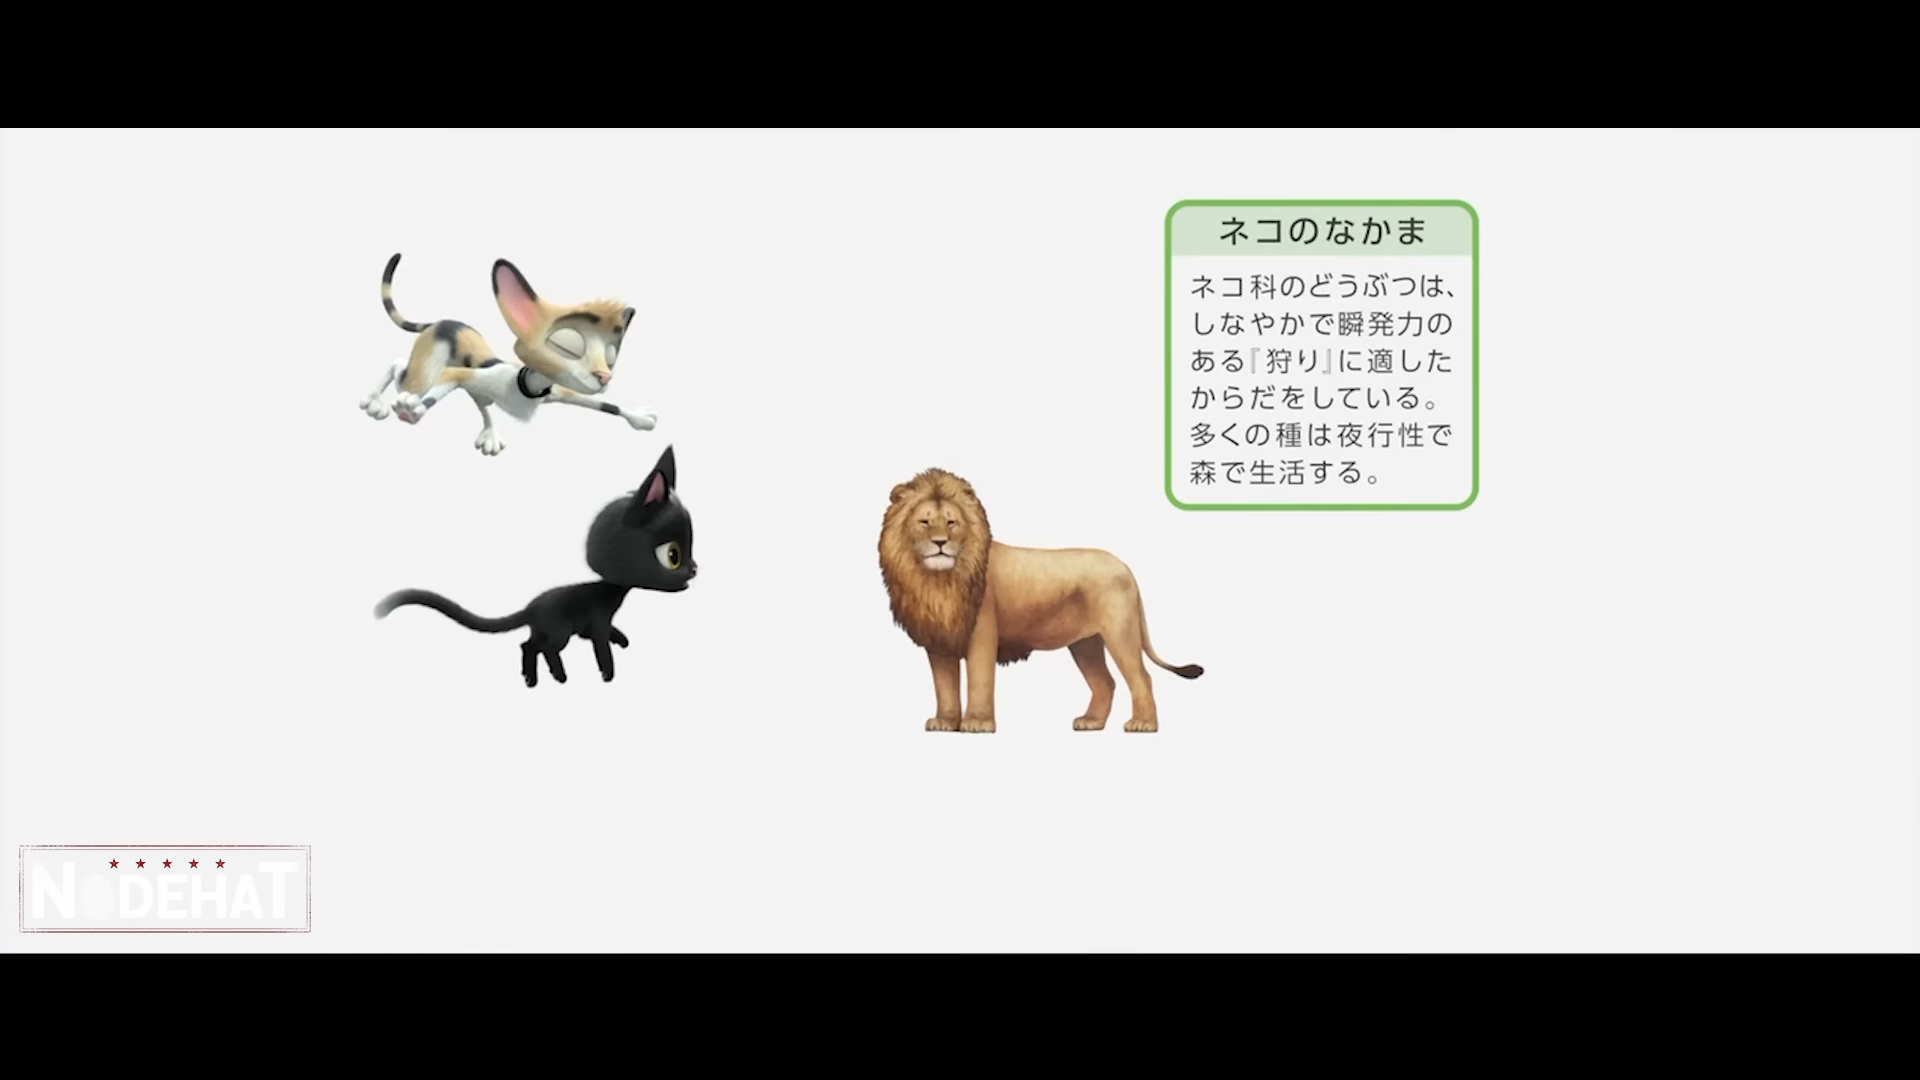 ネコのなかま
ネコ科のどうぶつは、
しなやかで瞬発力の
ある『狩り』に適した
からだをしている。
多くの種は夜行性で
森で生活する。
NODEHAT